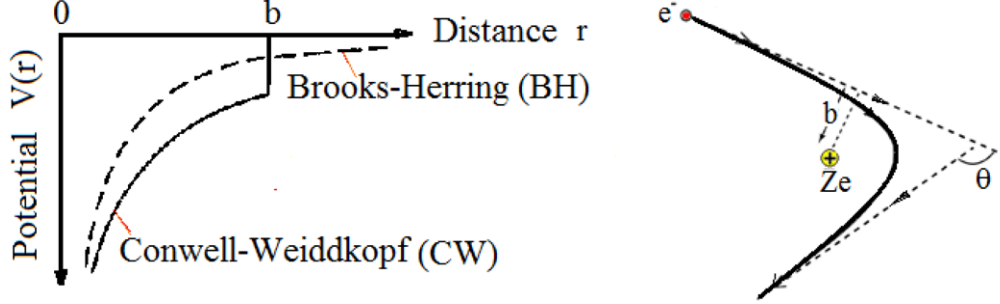 0
b
Distance r
Potential V(r)
Brooks-Herring (BH)
Conwell-Weiddkopf (CW)
e⁻
b
+
Ze
θ